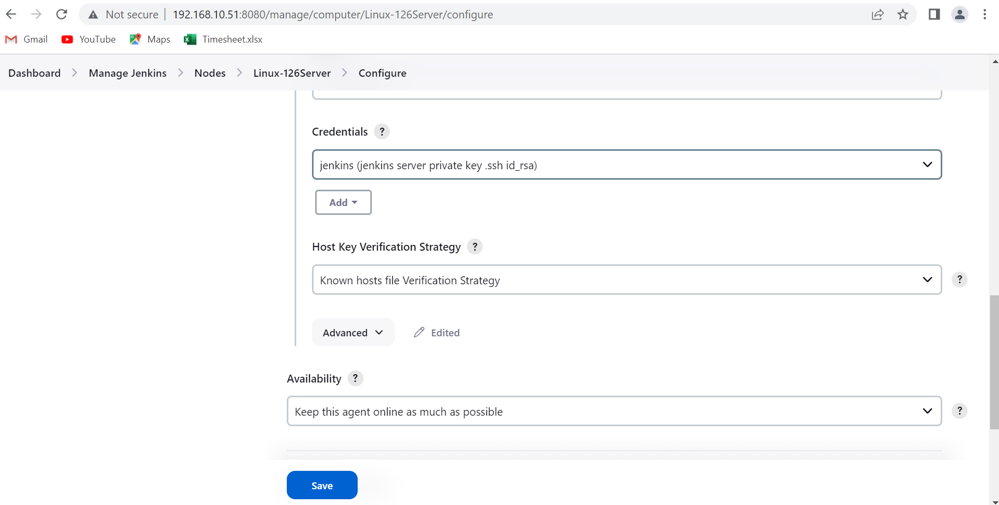 Not secure | 192.168.10.51:8080/manage/computer/Linux-126Server/configure
Gmail YouTube Maps Timesheet.xlsx
Dashboard > Manage Jenkins > Nodes > Linux-126Server > Configure
Credentials ?
jenkins (jenkins server private key .ssh id_rsa)
Add
Host Key Verification Strategy ?
Known hosts file Verification Strategy ?
Advanced Edited
Availability ?
Keep this agent online as much as possible ?
Save